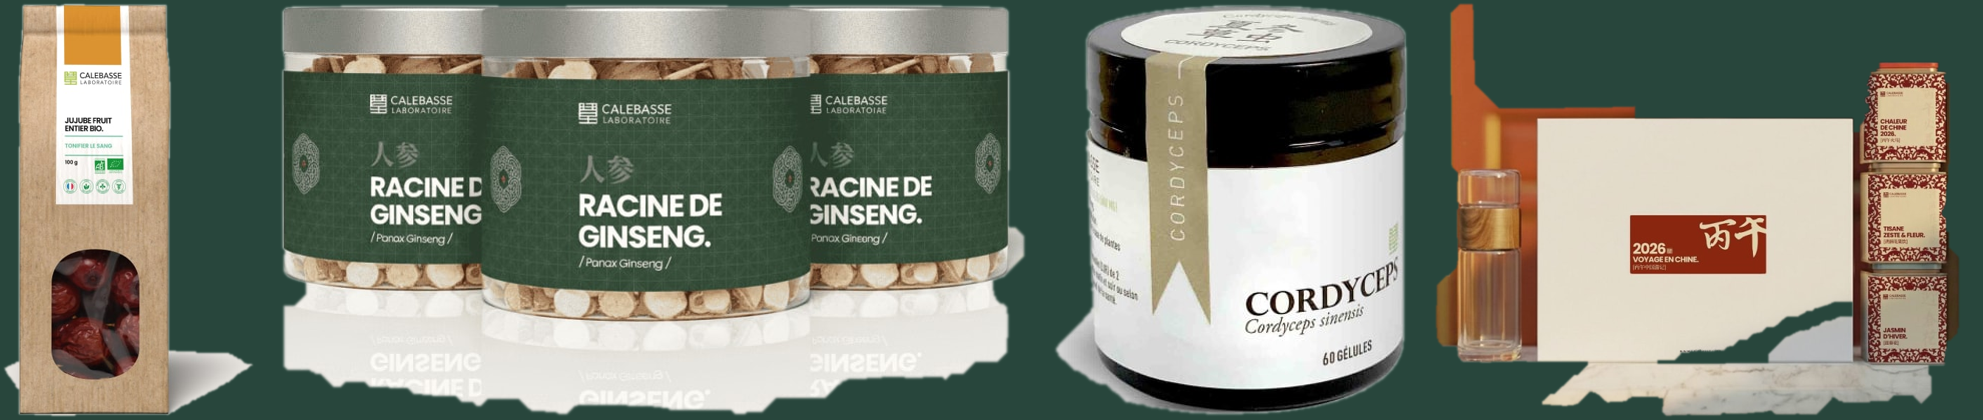 CALEBASSE
LABORATOIRE
JUJUBE FRUIT
ENTIER BIO.
TONIFIER LE SANG
100 g
CALEBASSE
LABORATOIRE
人参
RACINE D
GINSENG
/ Panax Ginseng /
CALEBASSE
LABORATOIRE
人参
RACINE DE
GINSENG.
/ Panax Ginseng /
CALEBASSE
LABORATOIRE
人参
RACINE DE
GINSENG.
Panax Ginseng /
CORDYCEPS
CORDYCEPS
CORDYCEPS
Cordyceps sinensis
60 GÉLULES
2026
VOYAGE EN CHINE.
丙午
CHALEUR
DE CHINE
2026.
TISANE
ZESTE & FLEUR.
JASMIN
D'HIVER.